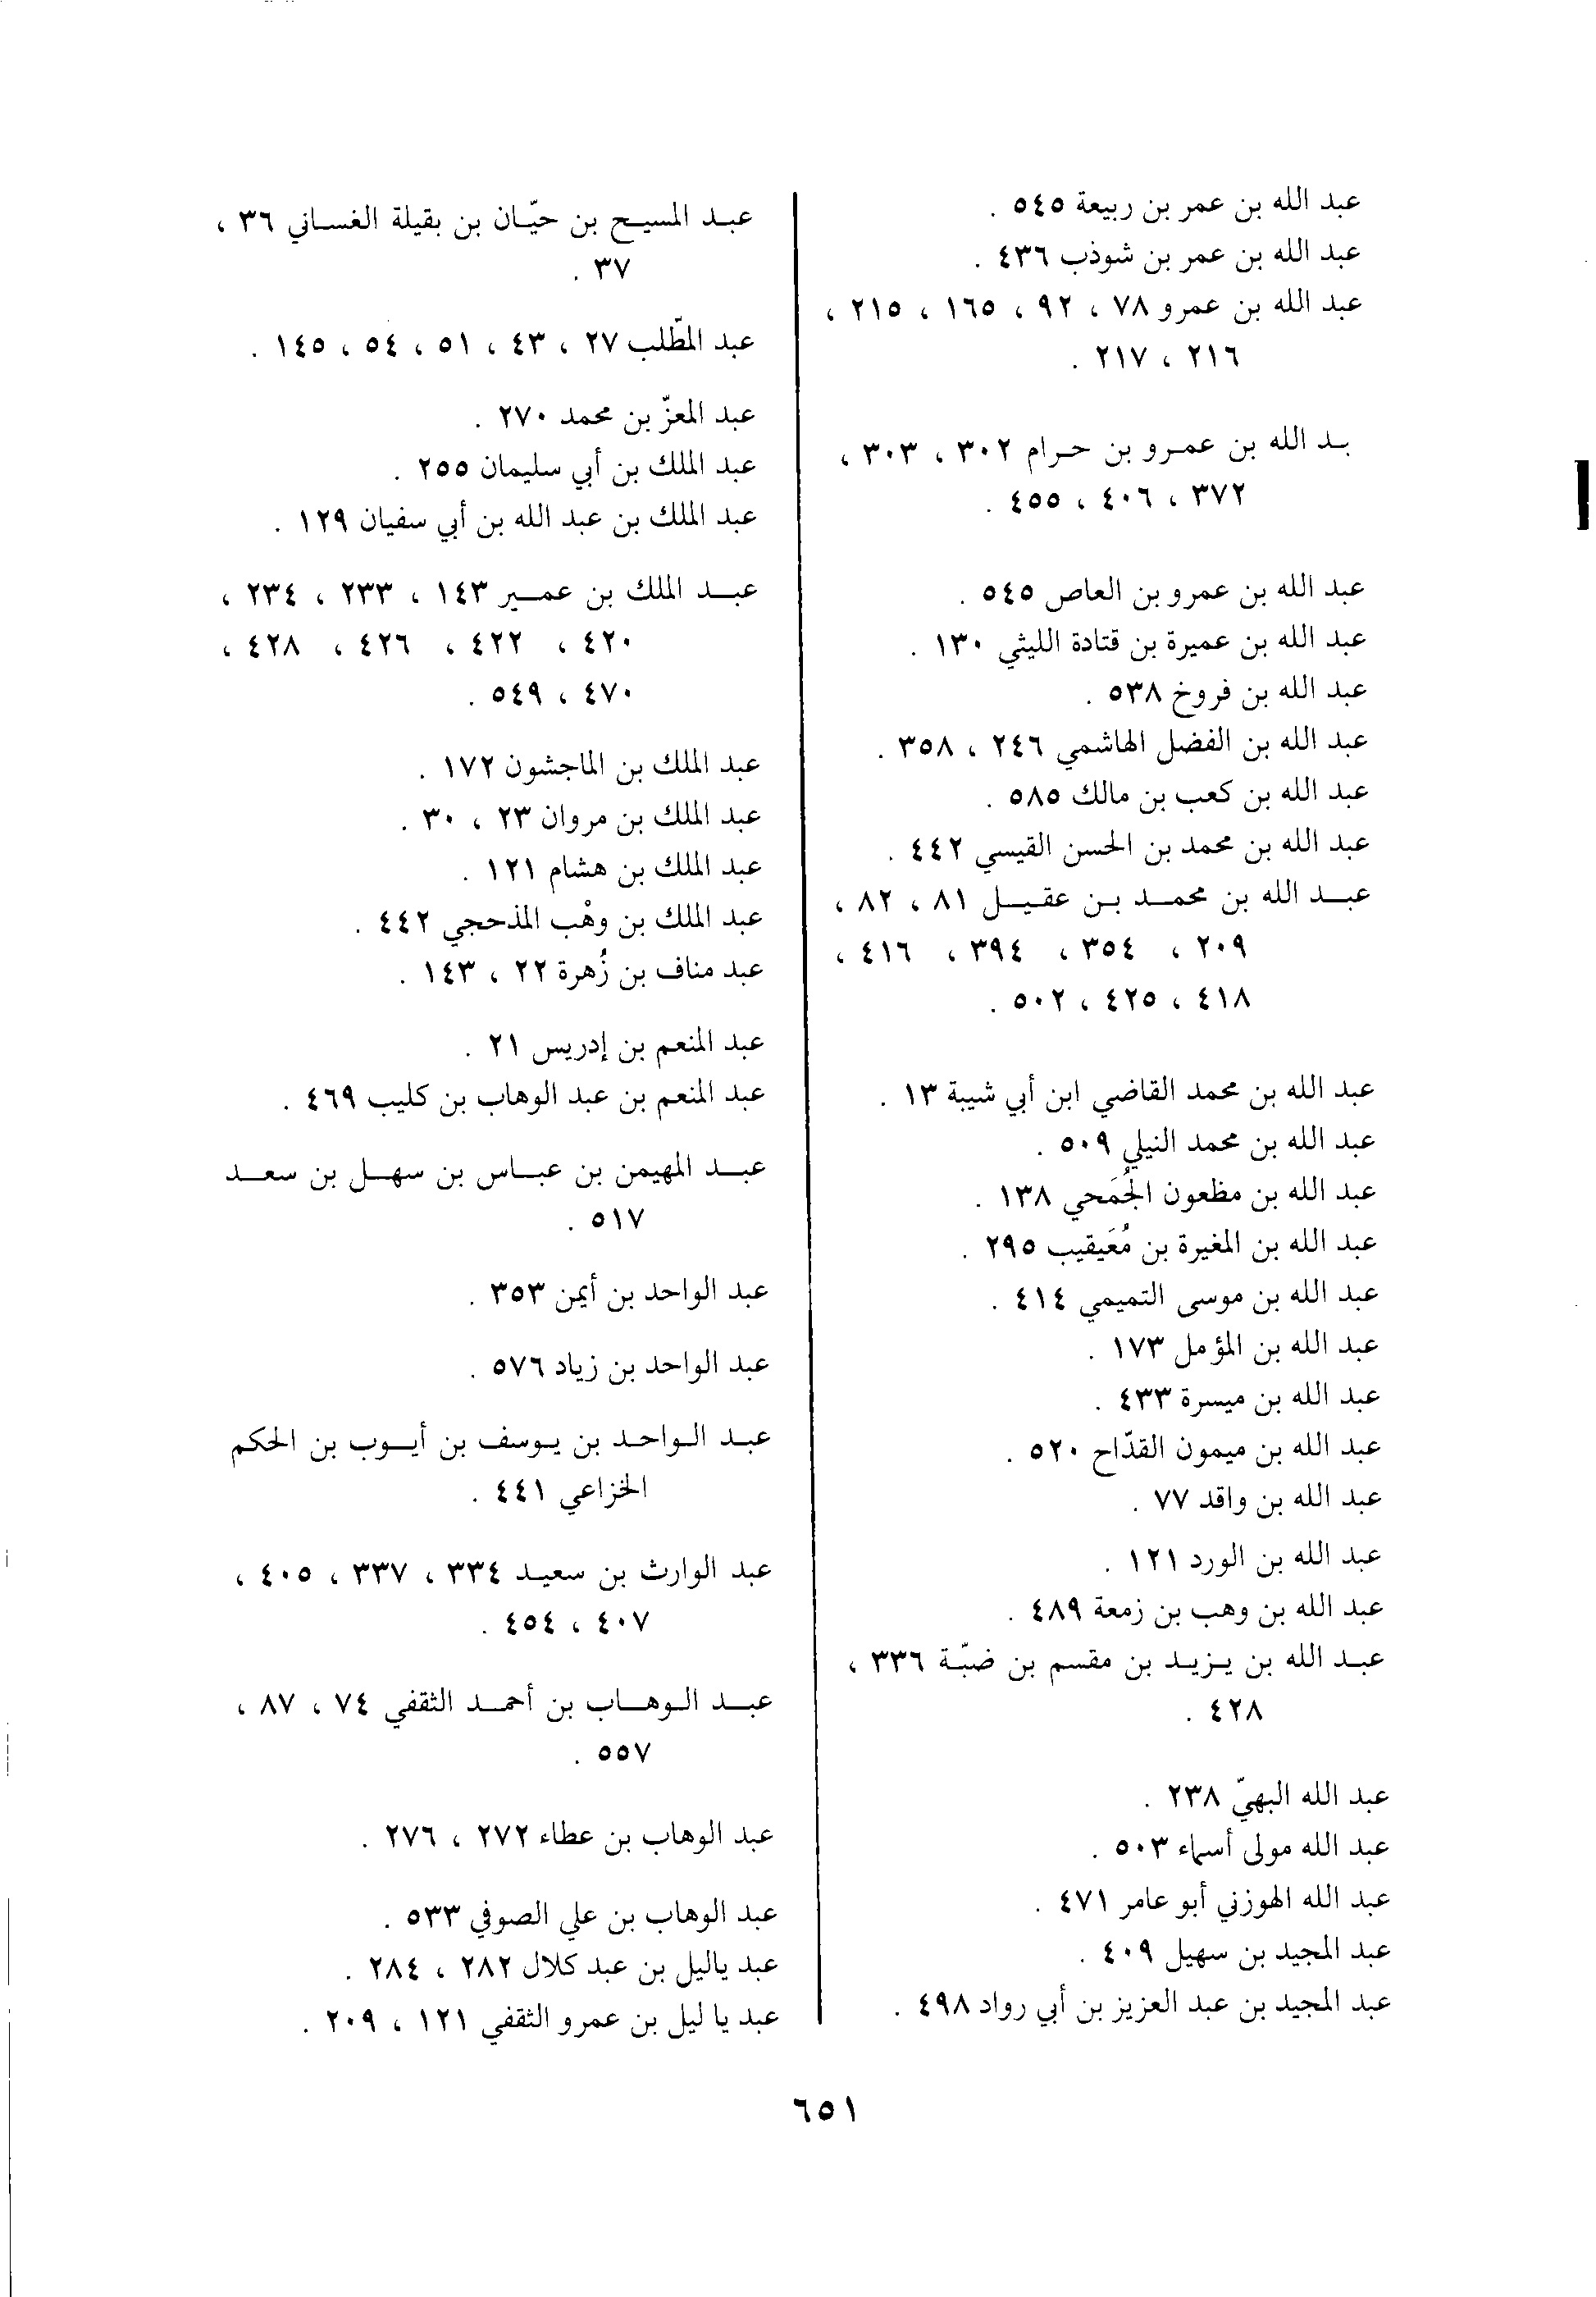 عبد الله بن عمر بن ربيعة ٥٤٥ .
عبد الله بن عمر بن شوذب ٤٣٦ .
عبد الله بن عمرو ٧٨ ، ٩٢ ، ١٦٥ ، ٢١٥ ،
٢١٦ ، ٢١٧ .
بد الله بن عمرو بن حرام ٣٠٢ ، ٣٠٣ ،
٣٧٢ ، ٤٠٦ ، ٤٥٥ .
عبد الله بن عمرو بن العاص ٥٤٥ .
عبد الله بن عميرة بن قتادة الليثي ١٣٠ .
عبد الله بن فروخ ٥٣٨ .
عبد الله بن الفضل الهاشمي ٢٤٦ ، ٣٥٨ .
عبد الله بن كعب بن مالك ٥٨٥ .
عبد الله بن محمد بن الحسن القيسي ٤٤٢ .
عبد الله بن محمد بن عقيل ٨١ ، ٨٢ ،
٢٠٩ ، ٣٥٤ ، ٣٩٤ ، ٤١٦ ،
٤١٨ ، ٤٢٥ ، ٥٠٢ .
عبد الله بن محمد القاضي ابن أبي شيبة ١٣ .
عبد الله بن محمد النيلي ٥٠٩ .
عبد الله بن مظعون الجُمَحي ١٣٨ .
عبد الله بن المغيرة بن مُعَيقيب ٢٩٥ .
عبد الله بن موسى التميمي ٤١٤ .
عبد الله بن المؤمل ١٧٣ .
عبد الله بن ميسرة ٤٣٣ .
عبد الله بن ميمون القدّاح ٥٢٠ .
عبد الله بن واقد ٧٧ .
عبد الله بن الورد ١٢١ .
عبد الله بن وهب بن زمعة ٤٨٩ .
عبد الله بن يزيد بن مقسم بن ضبّة ٣٣٦ ،
٤٢٨ .
عبد الله البهيّ ٢٣٨ .
عبد الله مولى أسماء ٥٠٣ .
عبد الله الهوزني أبو عامر ٤٧١ .
عبد المجيد بن سهيل ٤٠٩ .
عبد المجيد بن عبد العزيز بن أبي رواد ٤٩٨ .
عبد المسيح بن حيّان بن بقيلة الغساني ٣٦ ،
٣٧ .
عبد المطّلب ٢٧ ، ٤٣ ، ٥١ ، ٥٤ ، ١٤٥ .
عبد المعزّ بن محمد ٢٧٠ .
عبد الملك بن أبي سليمان ٢٥٥ .
عبد الملك بن عبد الله بن أبي سفيان ١٢٩ .
عبد الملك بن عمير ١٤٣ ، ٢٣٣ ، ٢٣٤ ،
٤٢٠ ، ٤٢٢ ، ٤٢٦ ، ٤٢٨ ،
٤٧٠ ، ٥٤٩ .
عبد الملك بن الماجشون ١٧٢ .
عبد الملك بن مروان ٢٣ ، ٣٠ .
عبد الملك بن هشام ١٢١ .
عبد الملك بن وهْب المذحجي ٤٤٢ .
عبد مناف بن زُهرة ٢٢ ، ١٤٣ .
عبد المنعم بن إدريس ٢١ .
عبد المنعم بن عبد الوهاب بن كليب ٤٦٩ .
عبد المهيمن بن عباس بن سهل بن سعد
٥١٧ .
عبد الواحد بن أيمن ٣٥٣ .
عبد الواحد بن زياد ٥٧٦ .
عبد الواحد بن يوسف بن أيوب بن الحكم
الخزاعي ٤٤١ .
عبد الوارث بن سعيد ٣٣٤ ، ٣٣٧ ، ٤٠٥ ،
٤٠٧ ، ٤٥٤ .
عبد الوهاب بن أحمد الثقفي ٧٤ ، ٨٧ ،
٥٥٧ .
عبد الوهاب بن عطاء ٢٧٢ ، ٢٧٦ .
عبد الوهاب بن علي الصوفي ٥٣٣ .
عبد ياليل بن عبد كلال ٢٨٢ ، ٢٨٤ .
عبد يا ليل بن عمرو الثقفي ١٢١ ، ٢٠٩ .
٦٥١